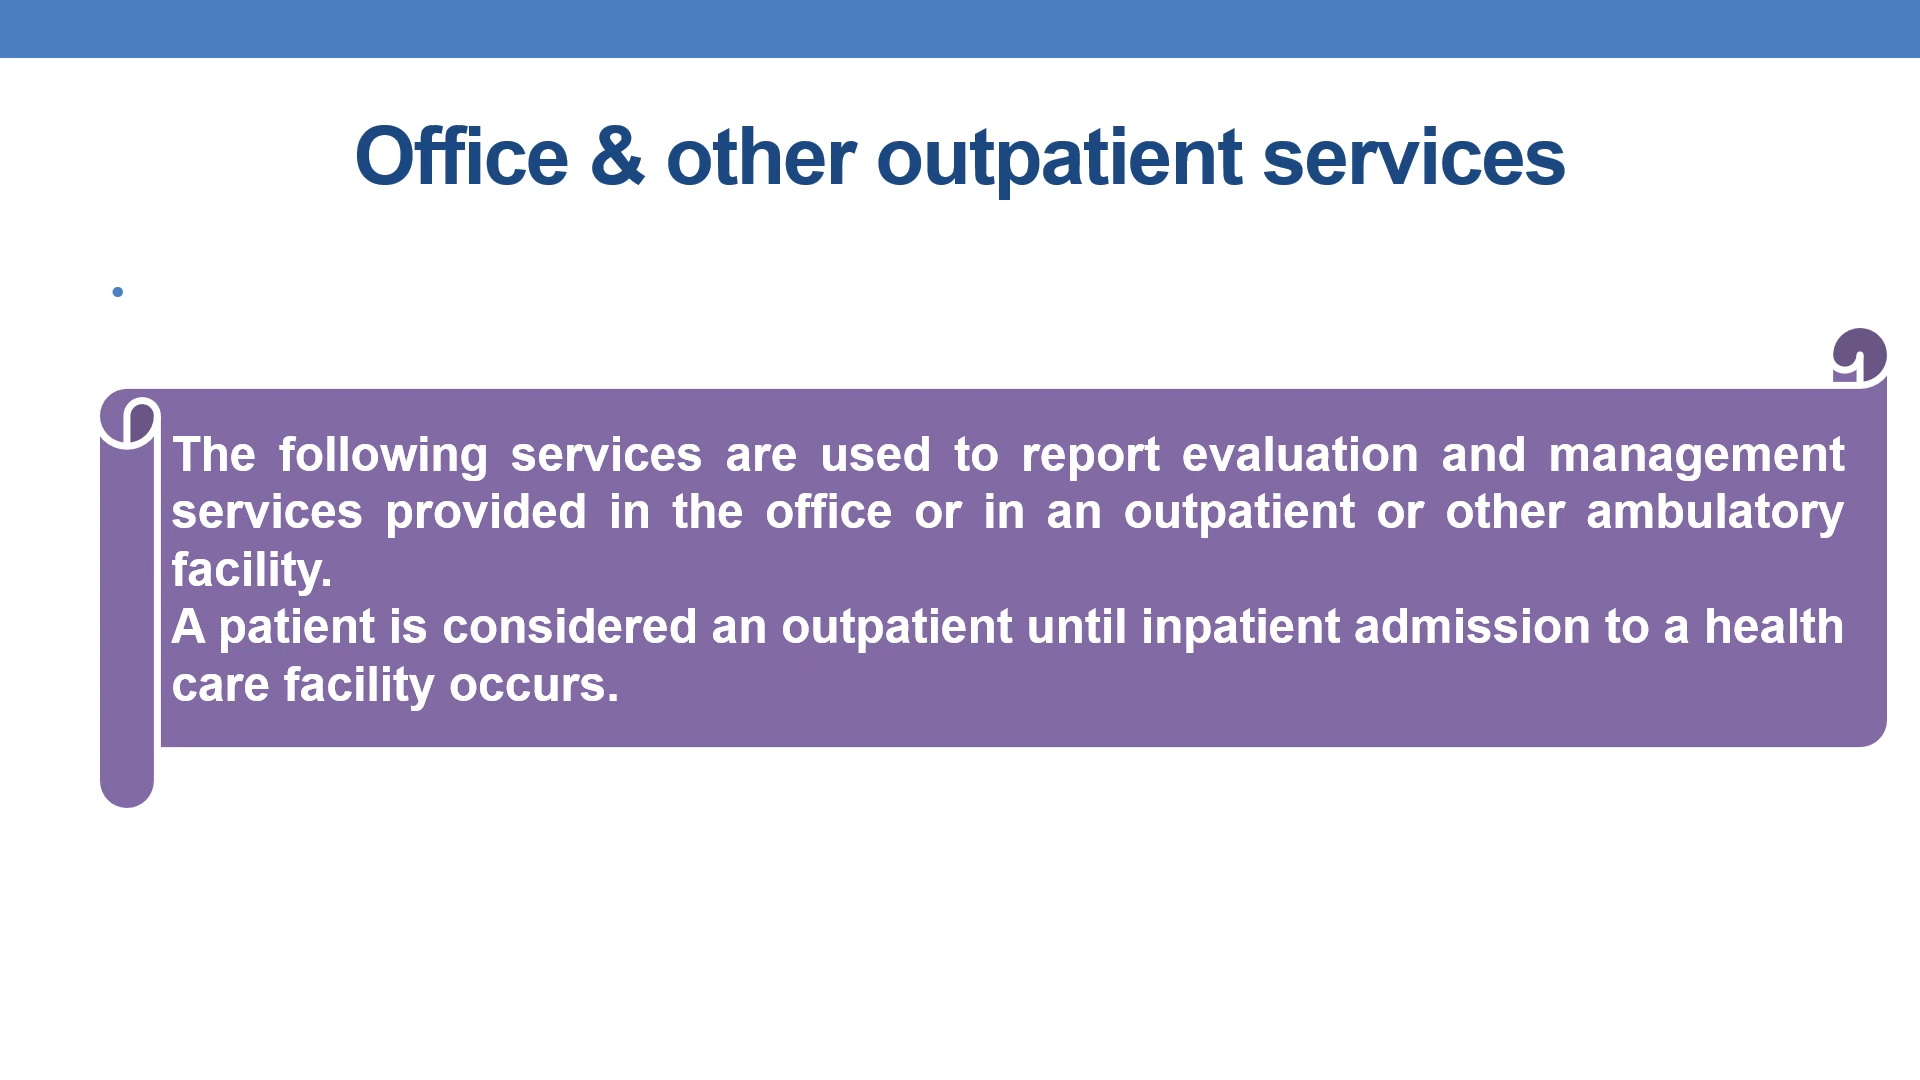 Office & other outpatient services
The following services are used to report evaluation and management
services provided in the office or in an outpatient or other ambulatory
facility.
A patient is considered an outpatient until inpatient admission to a health
care facility occurs.